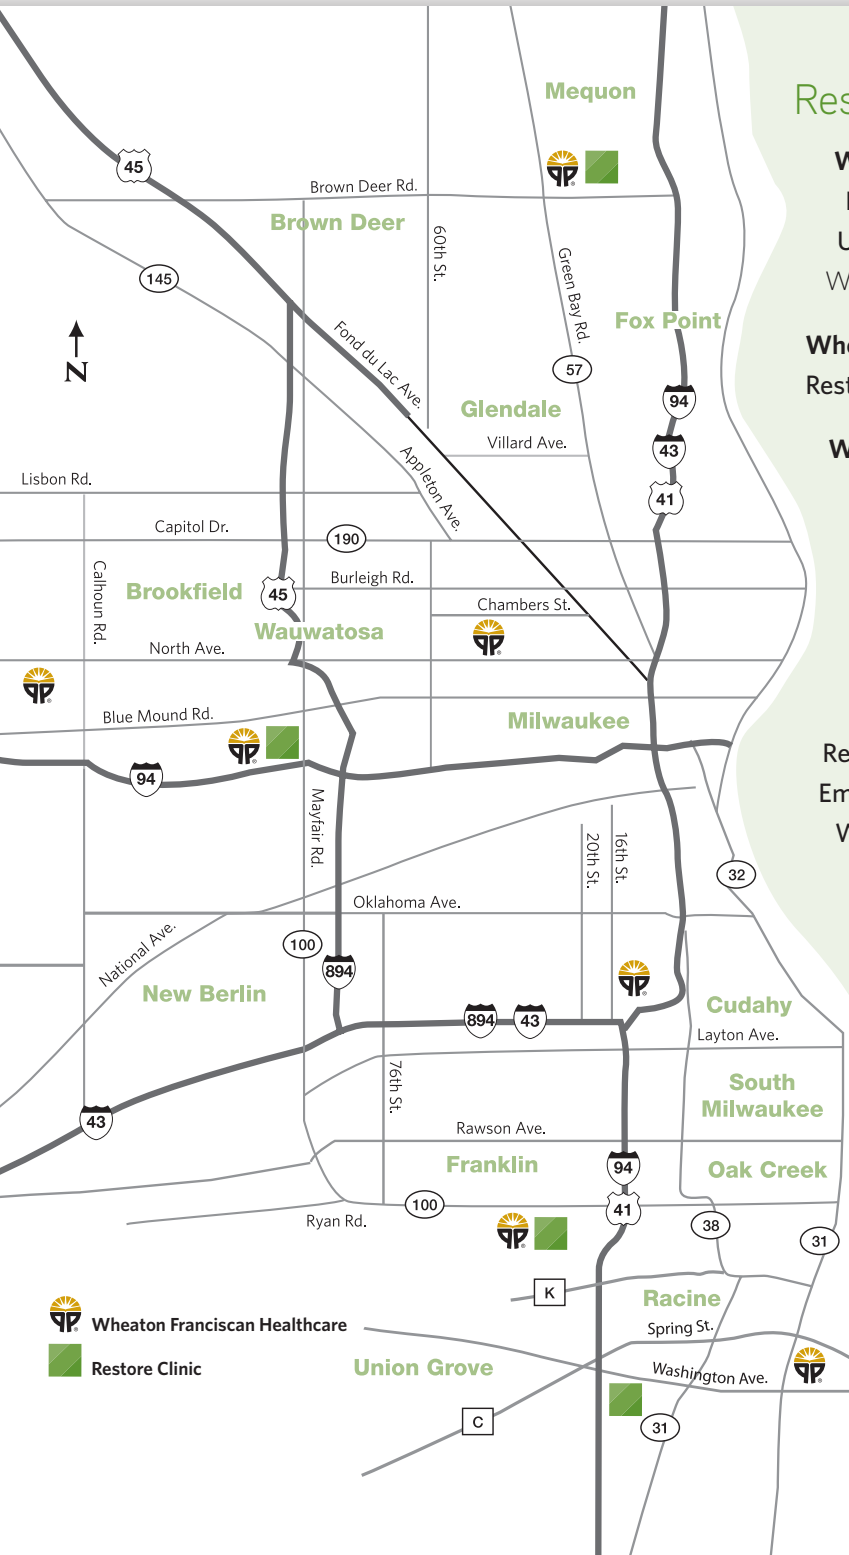 Mequon
Res
W
45
Brown Deer Rd.
Brown Deer
60th St.
145
Green Bay Rd.
U
W
N
Fox Point
Fond du Lac Ave.
Whe
57
Rest
94
Glendale
43
Villard Ave.
W
Appleton Ave.
Lisbon Rd.
41
Capitol Dr.
190
Calhoun Rd.
Brookfield
45
Burleigh Rd.
Chambers St.
Wauwatosa
North Ave.
Blue Mound Rd.
Milwaukee
94
Re
Em
W
Mayfair Rd.
20th St.
16th St.
32
Oklahoma Ave.
National Ave.
100
894
New Berlin
Cudahy
894
43
Layton Ave.
76th St.
South
Milwaukee
43
Rawson Ave.
Franklin
94
Oak Creek
100
41
Ryan Rd.
38
31
K
Racine
Wheaton Franciscan Healthcare
Spring St.
Restore Clinic
Union Grove
Washington Ave.
C
31